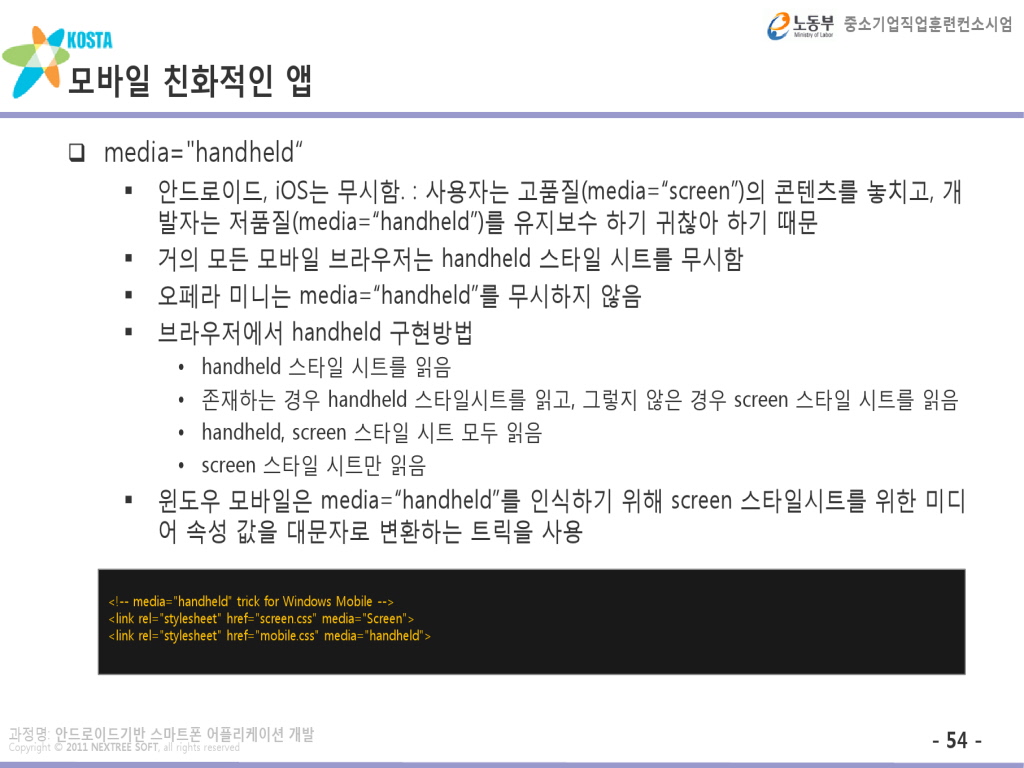 노동부 중소기업직업훈련컨소시엄
Ministry of Labor
KOSTA
모바일 친화적인 앱
❑ media="handheld“
▪ 안드로이드, iOS는 무시함. : 사용자는 고품질(media=“screen”)의 콘텐츠를 놓치고, 개
발자는 저품질(media=“handheld”)를 유지보수 하기 귀찮아 하기 때문
▪ 거의 모든 모바일 브라우저는 handheld 스타일 시트를 무시함
▪ 오페라 미니는 media=“handheld”를 무시하지 않음
▪ 브라우저에서 handheld 구현방법
• handheld 스타일 시트를 읽음
• 존재하는 경우 handheld 스타일시트를 읽고, 그렇지 않은 경우 screen 스타일 시트를 읽음
• handheld, screen 스타일 시트 모두 읽음
• screen 스타일 시트만 읽음
▪ 윈도우 모바일은 media=“handheld”를 인식하기 위해 screen 스타일시트를 위한 미디
어 속성 값을 대문자로 변환하는 트릭을 사용
<!-- media="handheld" trick for Windows Mobile -->
<link rel="stylesheet" href="screen.css" media="Screen">
<link rel="stylesheet" href="mobile.css" media="handheld">
과정명: 안드로이드기반 스마트폰 어플리케이션 개발
Copyright © 2011 NEXTREE SOFT, all rights reserved
- 54 -